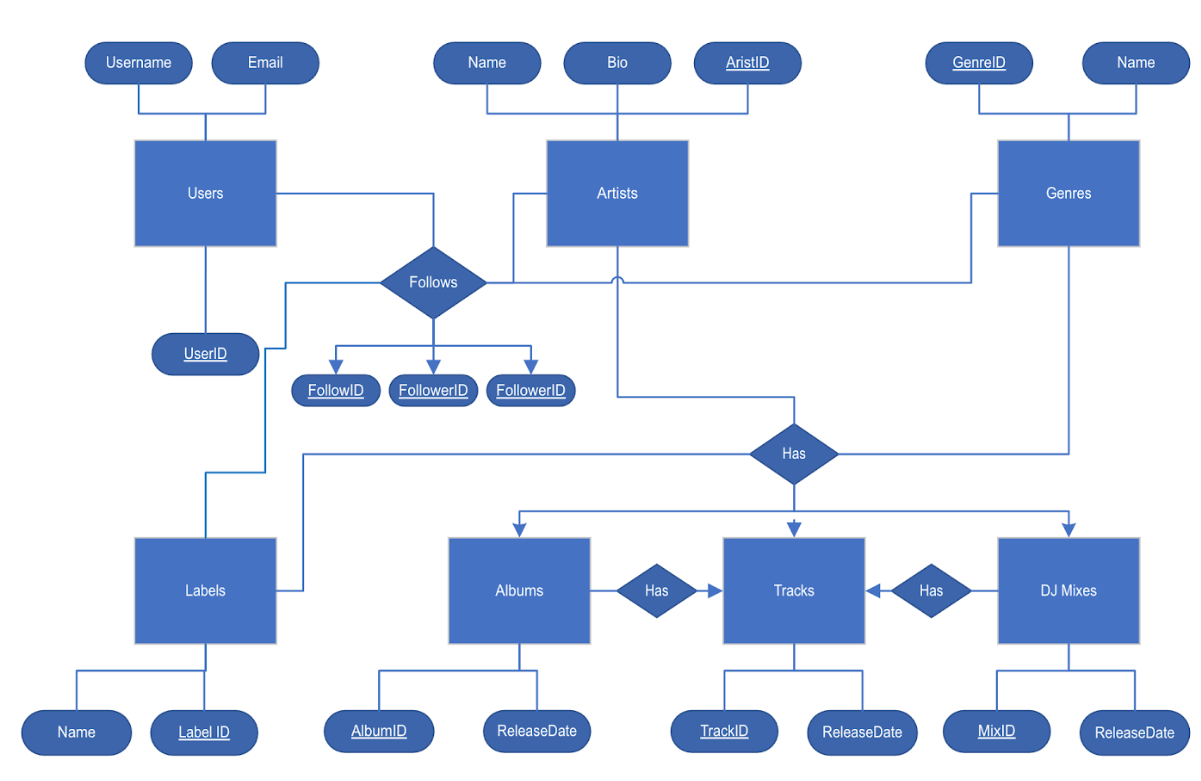 Username
Email
Name
Bio
AristID
GenreID
Name
Users
Artists
Genres
Follows
UserID
FollowID
FollowerID
FollowerID
Has
Labels
Albums
Has
Tracks
Has
DJ Mixes
Name
Label ID
AlbumID
ReleaseDate
TrackID
ReleaseDate
MixID
ReleaseDate